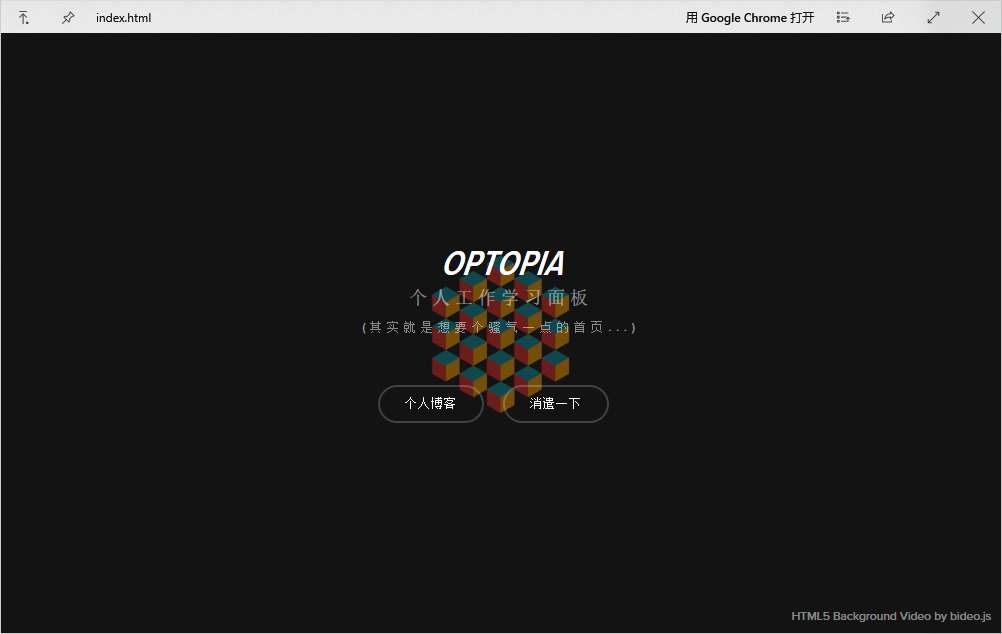 index.html
用 Google Chrome 打开
OPTOPIA
个人工作学习面板
(其实就是想要个骚气一点的首页...)
个人博客
消遣一下
HTML5 Background Video by bideo.js